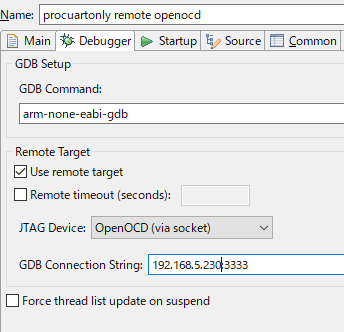 Name: procuartonly remote openocd
Main Debugger Startup Source Common
GDB Setup
GDB Command:
arm-none-eabi-gdb
Remote Target
Use remote target
Remote timeout (seconds):
JTAG Device: OpenOCD (via socket)
GDB Connection String: 192.168.5.230:3333
Force thread list update on suspend